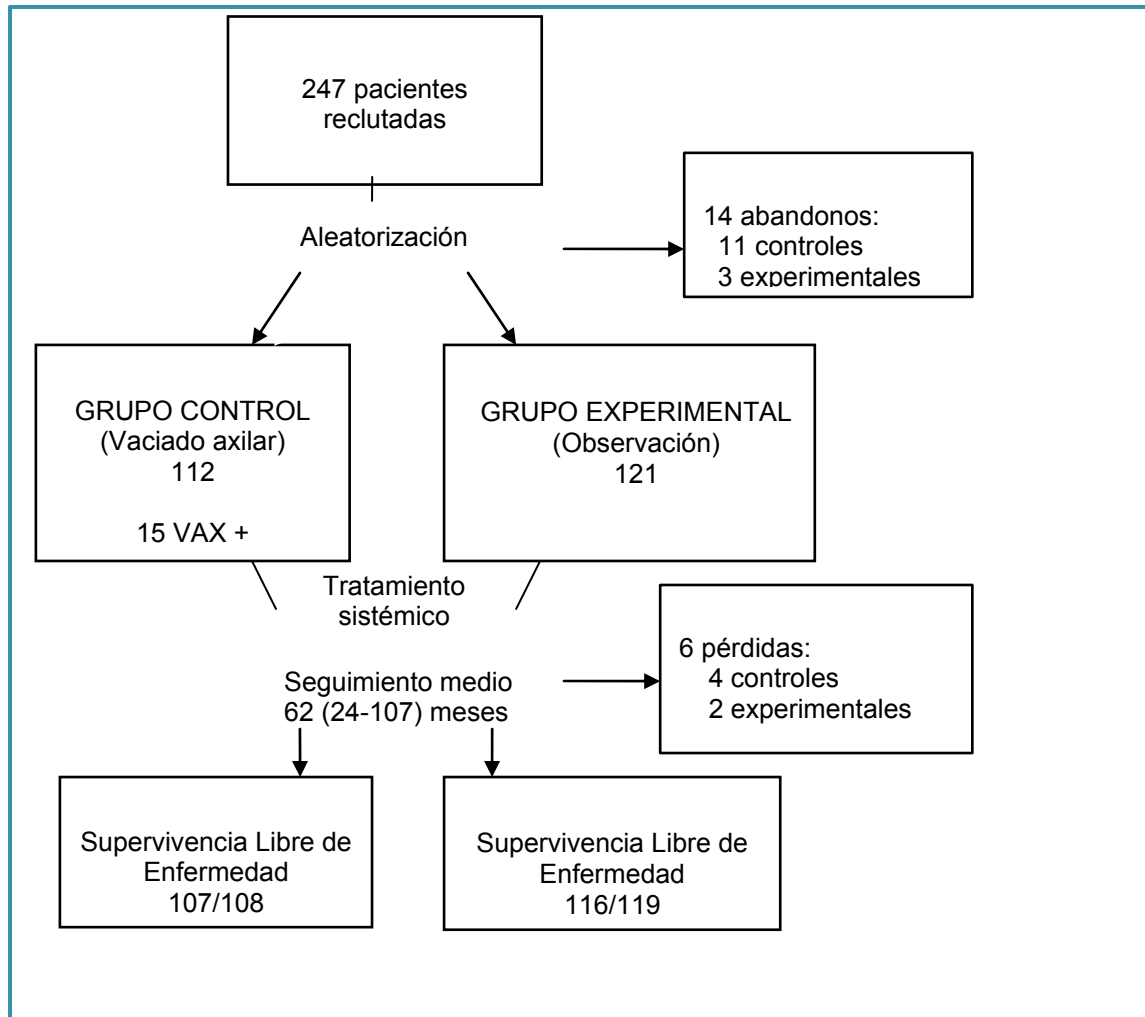 247 pacientes
reclutadas
Aleatorización
14 abandonos:
11 controles
3 experimentales
GRUPO CONTROL
(Vaciado axilar)
112
15 VAX +
GRUPO EXPERIMENTAL
(Observación)
121
Tratamiento
sistémico
Seguimiento medio
62 (24-107) meses
6 pérdidas:
4 controles
2 experimentales
Supervivencia Libre de
Enfermedad
107/108
Supervivencia Libre de
Enfermedad
116/119